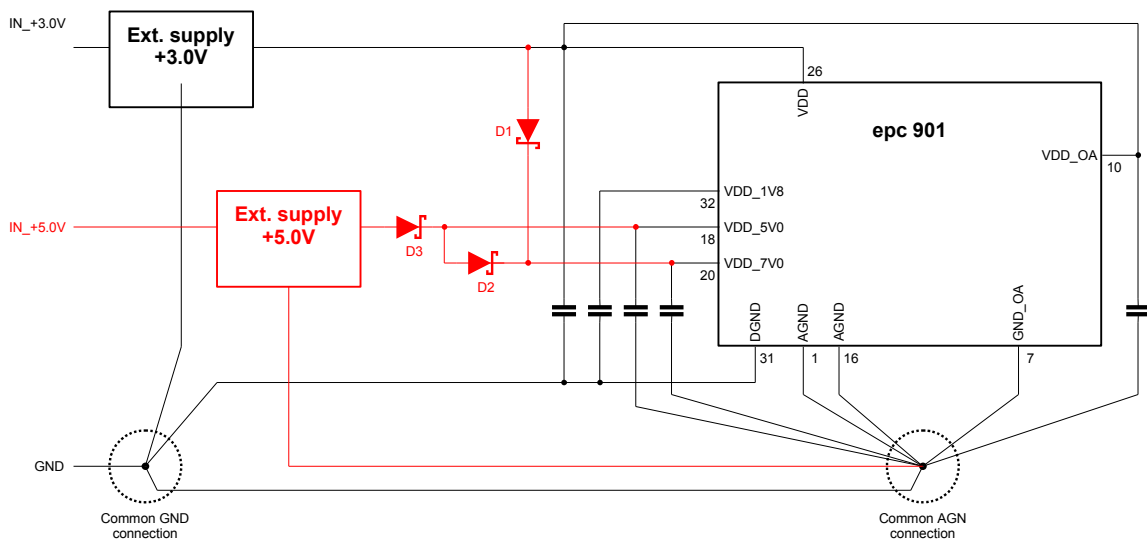 IN_+3.0V
Ext. supply
+3.0V
26
VDD
epc 901
D1
VDD_OA
10
VDD_1V8
32
IN_+5.0V
Ext. supply
+5.0V
D3
VDD_5V0
18
D2
VDD_7V0
20
DGND
AGND
AGND
GND_OA
31
1
16
7
GND
Common GND
connection
Common AGN
connection